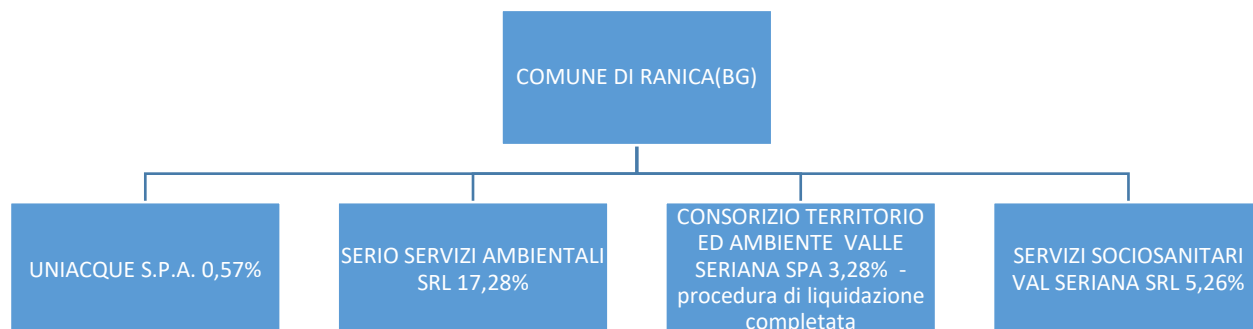 COMUNE DI RANICA(BG)
UNIACQUE S.P.A. 0,57%
SERIO SERVIZI AMBIENTALI
SRL 17,28%
CONSORIZIO TERRITORIO
ED AMBIENTE VALLE
SERIANA SPA 3,28% -
procedura di liquidazione
completata
SERVIZI SOCIOSANITARI
VAL SERIANA SRL 5,26%